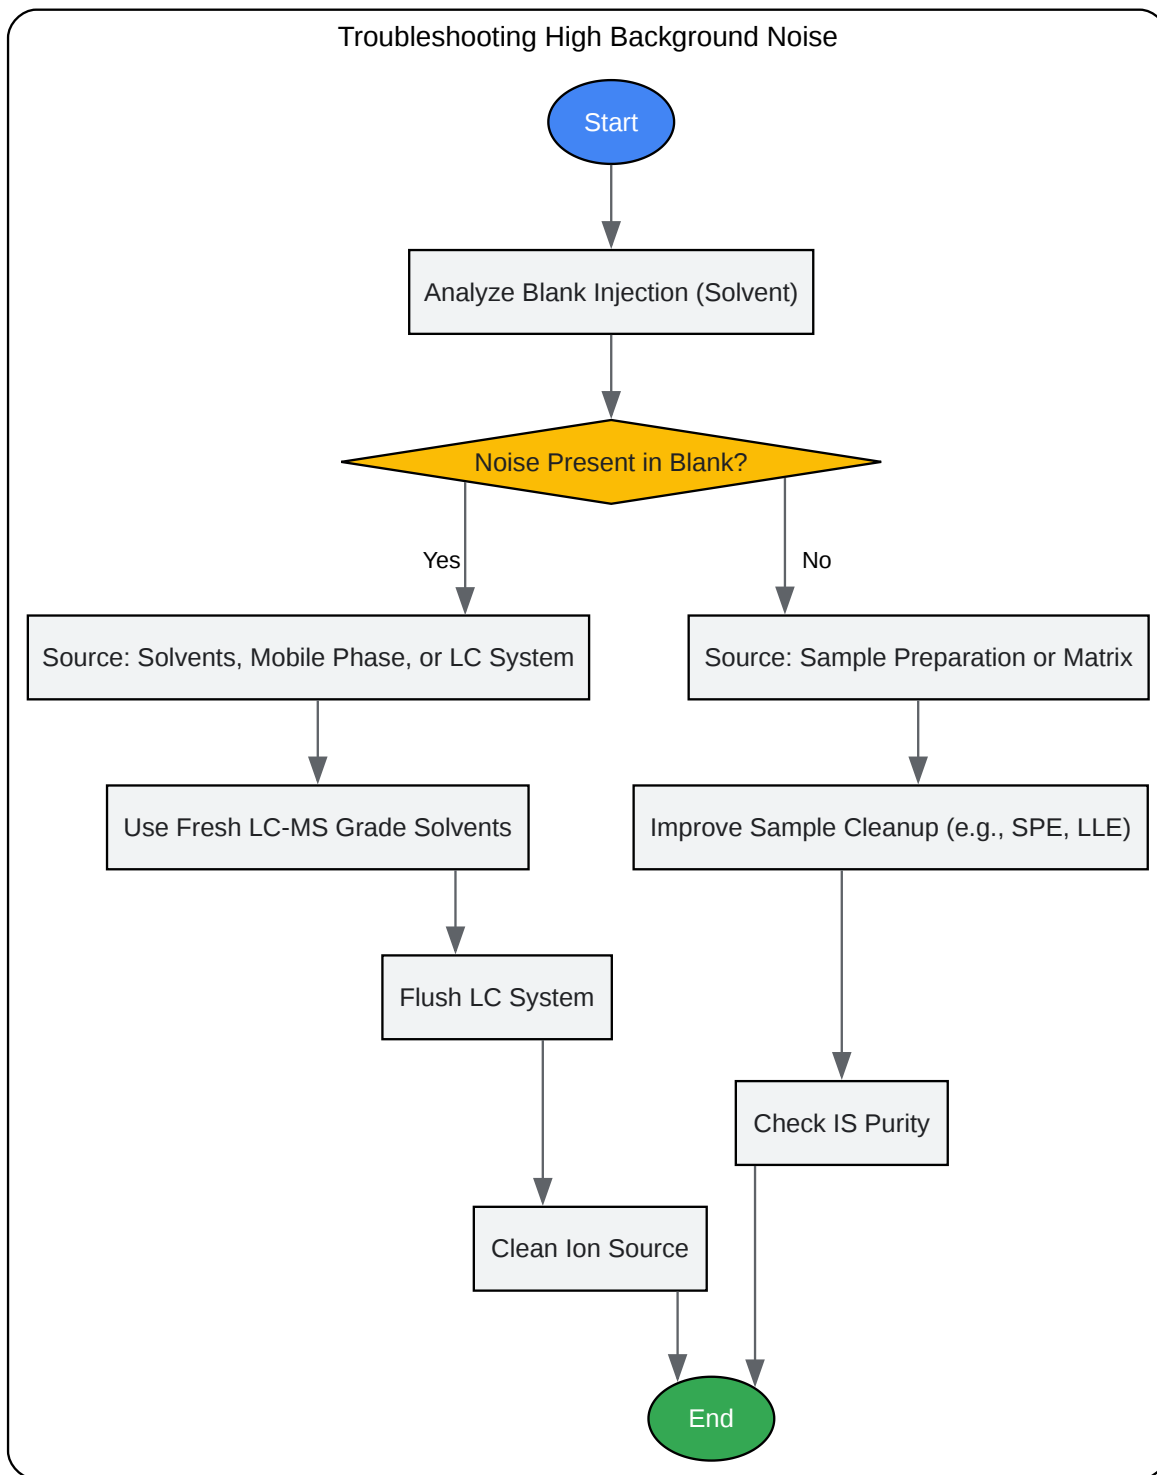 Troubleshooting High Background Noise
Start
Analyze Blank Injection (Solvent)
Noise Present in Blank?
Yes
No
Source: Solvents, Mobile Phase, or LC System
Source: Sample Preparation or Matrix
Use Fresh LC-MS Grade Solvents
Improve Sample Cleanup (e.g., SPE, LLE)
Flush LC System
Check IS Purity
Clean Ion Source
End